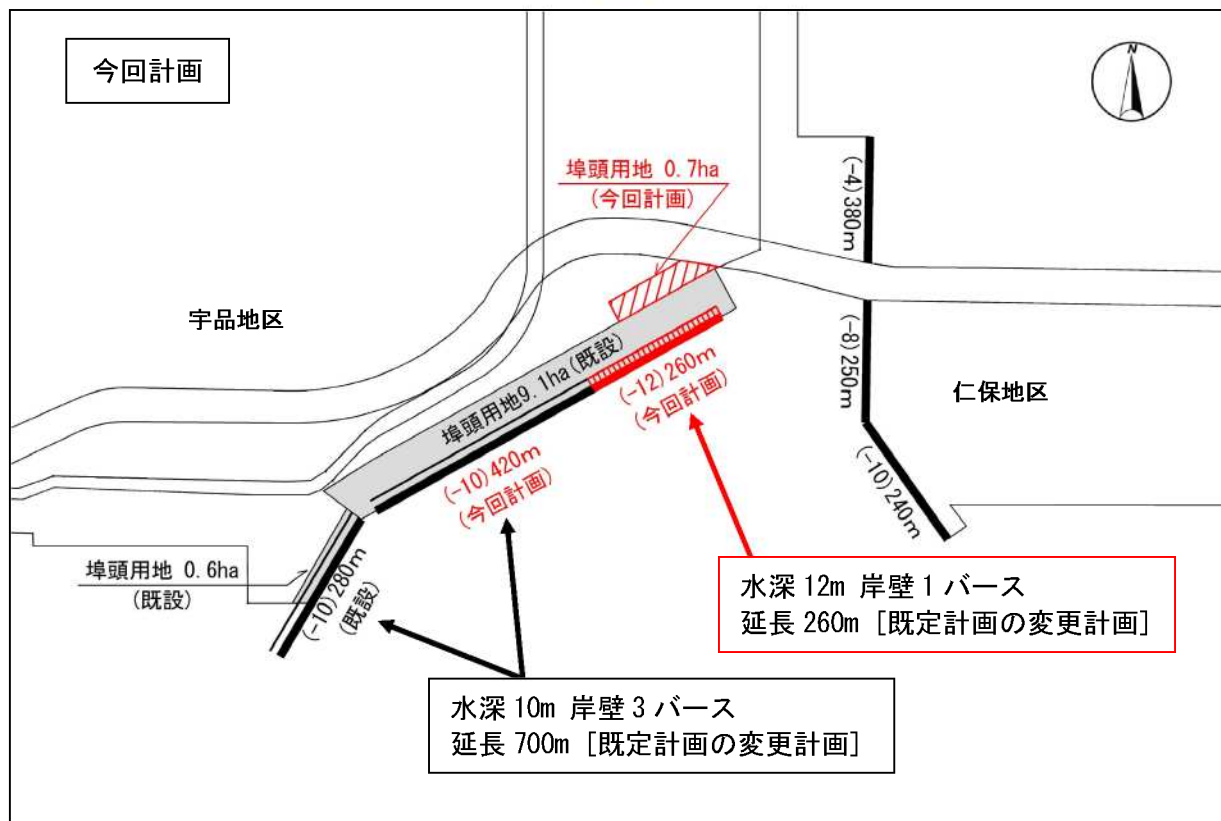 今回計画
N
埠頭用地 0.7ha
(今回計画)
(-4)380m
宇品地区
埠頭用地9.1ha(既設)
(-12)260m
(今回計画)
(-8)250m
仁保地区
(-10)420m
(今回計画)
(-10)240m
埠頭用地 0.6ha
(既設)
(-10)280m
(既設)
水深 12m 岸壁 1 バース
延長 260m [既定計画の変更計画]
水深 10m 岸壁 3 バース
延長 700m [既定計画の変更計画]